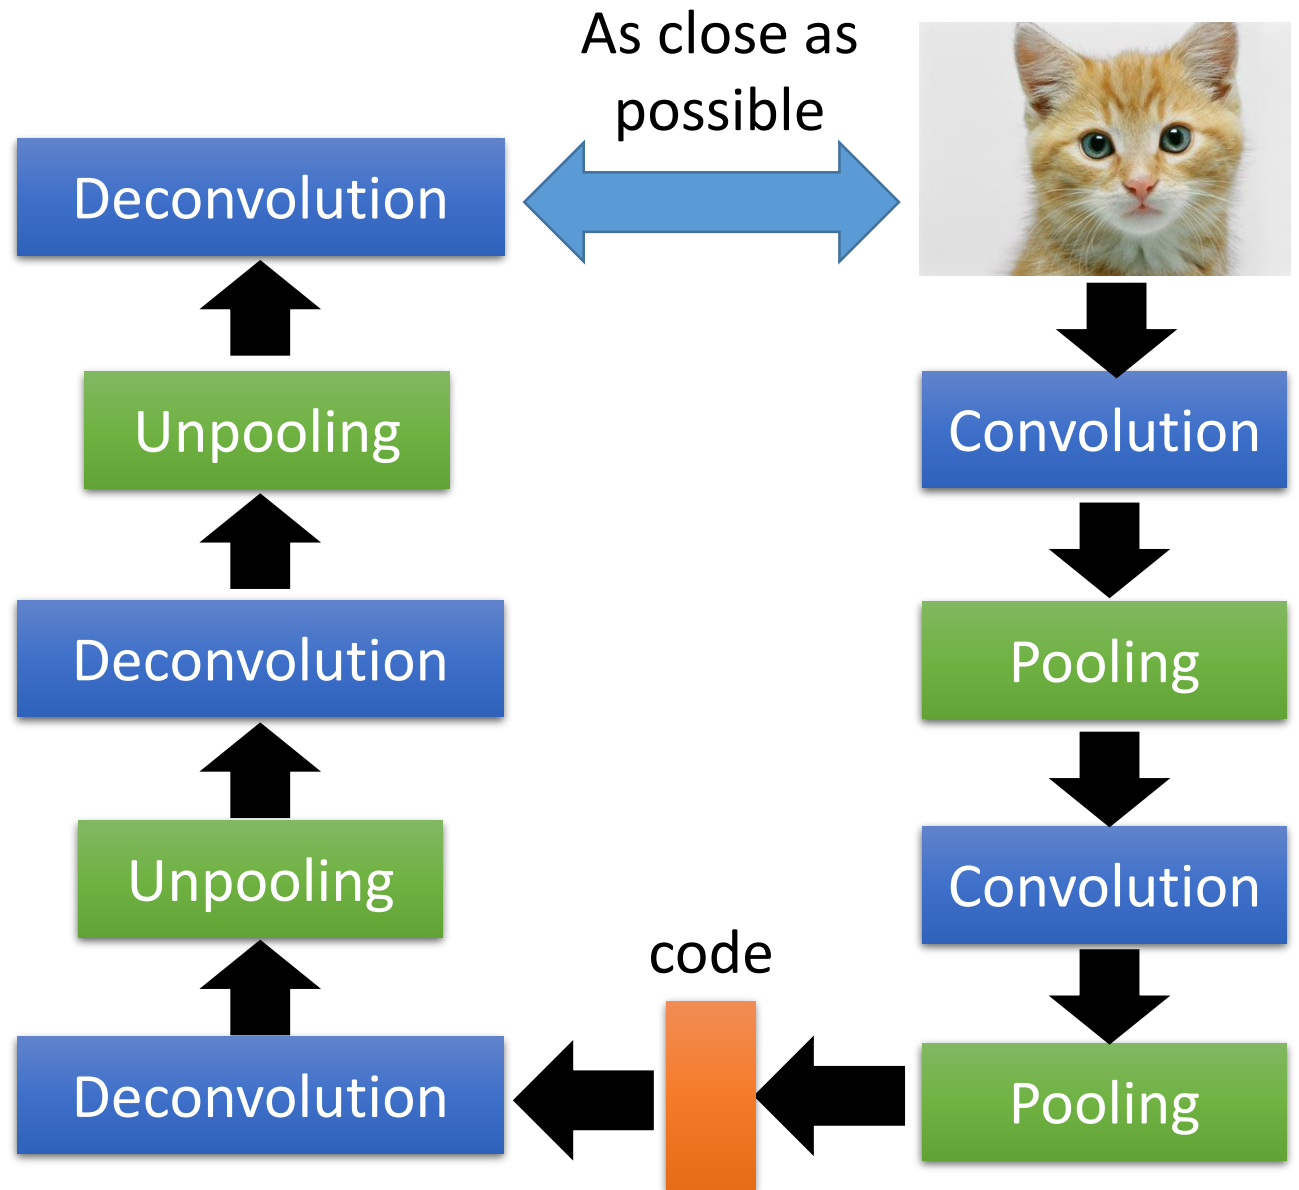 As close as
possible
Deconvolution
Unpooling
Convolution
Deconvolution
Pooling
Unpooling
Convolution
code
Deconvolution
Pooling